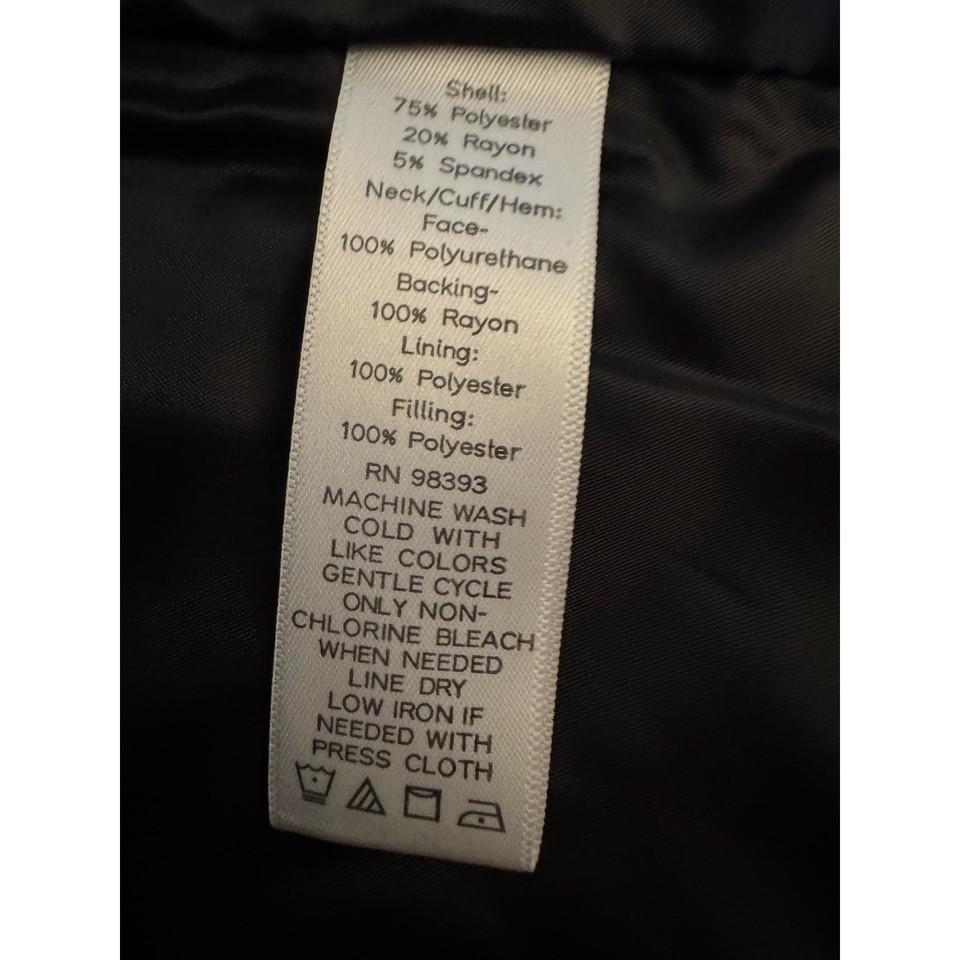 Shell:
75% Polyester
20% Rayon
5% Spandex
Neck/Cuff/Hem:
Face-
100% Polyurethane
Backing-
100% Rayon
Lining:
100% Polyester
Filling:
100% Polyester
RN 98393
MACHINE WASH
COLD WITH
LIKE COLORS
GENTLE CYCLE
ONLY NON-
CHLORINE BLEACH
WHEN NEEDED
LINE DRY
LOW IRON IF
NEEDED WITH
PRESS CLOTH